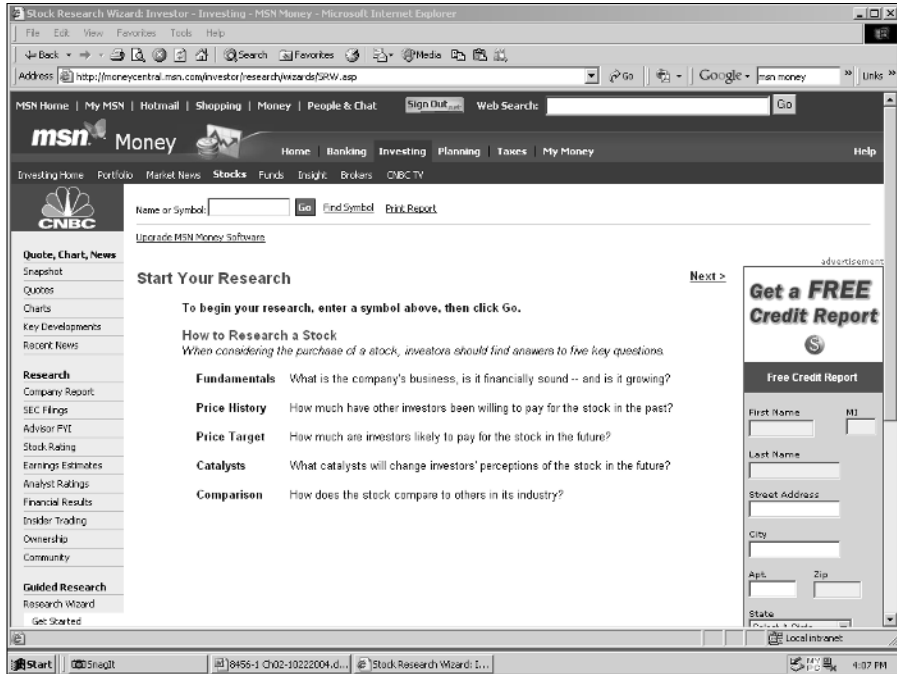 Stock Research Wizard: Investor - Investing - MSN Money - Microsoft Internet Explorer
File Edit View Favorites Tools Help
Back Search Favorites Media
Address http://moneycentral.msn.com/investor/research/wizards/SRW.asp Go Google msn money » Links »
MSN Home | My MSN | Hotmail | Shopping | Money | People & Chat Sign Out .net Web Search: Go
msn Money
Home Banking Investing Planning Taxes My Money Help
Investing Home Portfolio Market News Stocks Funds Insight Brokers CNBC TV
CNBC
Name or Symbol: Go Find Symbol Print Report
Upgrade MSN Money Software
Quote, Chart, News
Snapshot
Quotes
Charts
Key Developments
Recent News
Research
Company Report
SEC Filings
Advisor FYI
Stock Rating
Earnings Estimates
Analyst Ratings
Financial Results
Insider Trading
Ownership
Community
Guided Research
Research Wizard
Get Started
Start Your Research Next >
To begin your research, enter a symbol above, then click Go.
How to Research a Stock
When considering the purchase of a stock, investors should find answers to five key questions.
Fundamentals What is the company's business, is it financially sound -- and is it growing?
Price History How much have other investors been willing to pay for the stock in the past?
Price Target How much are investors likely to pay for the stock in the future?
Catalysts What catalysts will change investors' perceptions of the stock in the future?
Comparison How does the stock compare to others in its industry?
advertisement
Get a FREE
Credit Report
S
Free Credit Report
First Name MI
Last Name
Street Address
City
Apt. Zip
State
Local intranet
Start SnagIt 8456-1 Ch02-10222004.d... Stock Research Wizard: I... 4:07 PM